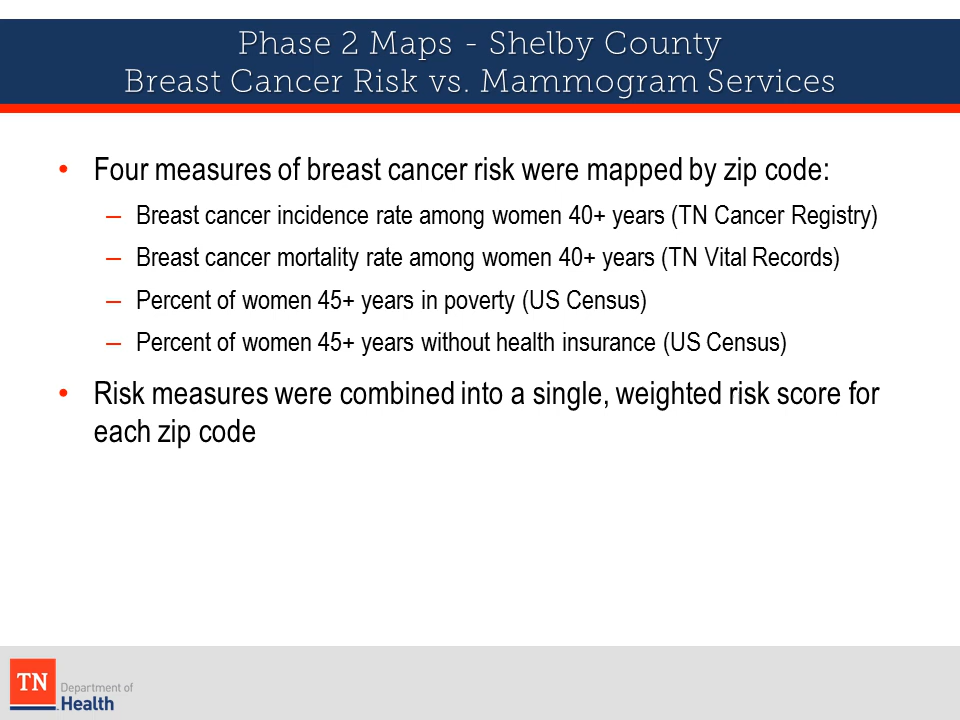 Phase 2 Maps - Shelby County
Breast Cancer Risk vs. Mammogram Services
• Four measures of breast cancer risk were mapped by zip code:
– Breast cancer incidence rate among women 40+ years (TN Cancer Registry)
– Breast cancer mortality rate among women 40+ years (TN Vital Records)
– Percent of women 45+ years in poverty (US Census)
– Percent of women 45+ years without health insurance (US Census)
• Risk measures were combined into a single, weighted risk score for
each zip code
TN
Department of
Health